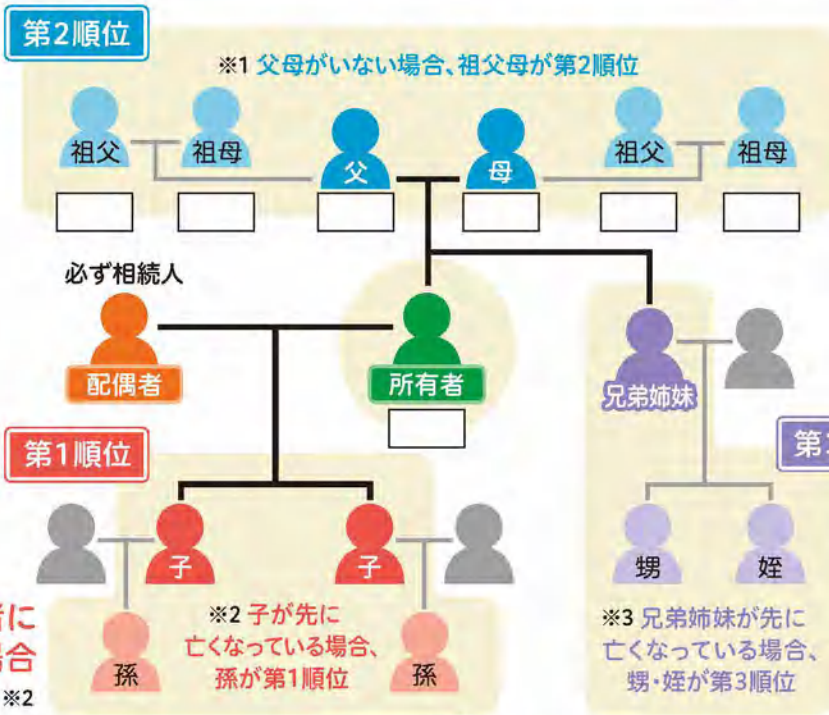 第2順位
※1 父母がいない場合、祖父母が第2順位
祖父
祖母
父
母
祖父
祖母
必ず相続人
配偶者
所有者
兄弟姉妹
第1順位
第
子
子
甥
姪
※2 子が先に
亡くなっている場合、
孫が第1順位
※3 兄弟姉妹が先に
亡くなっている場合、
甥・姪が第3順位
に
場合
※2
孫
孫